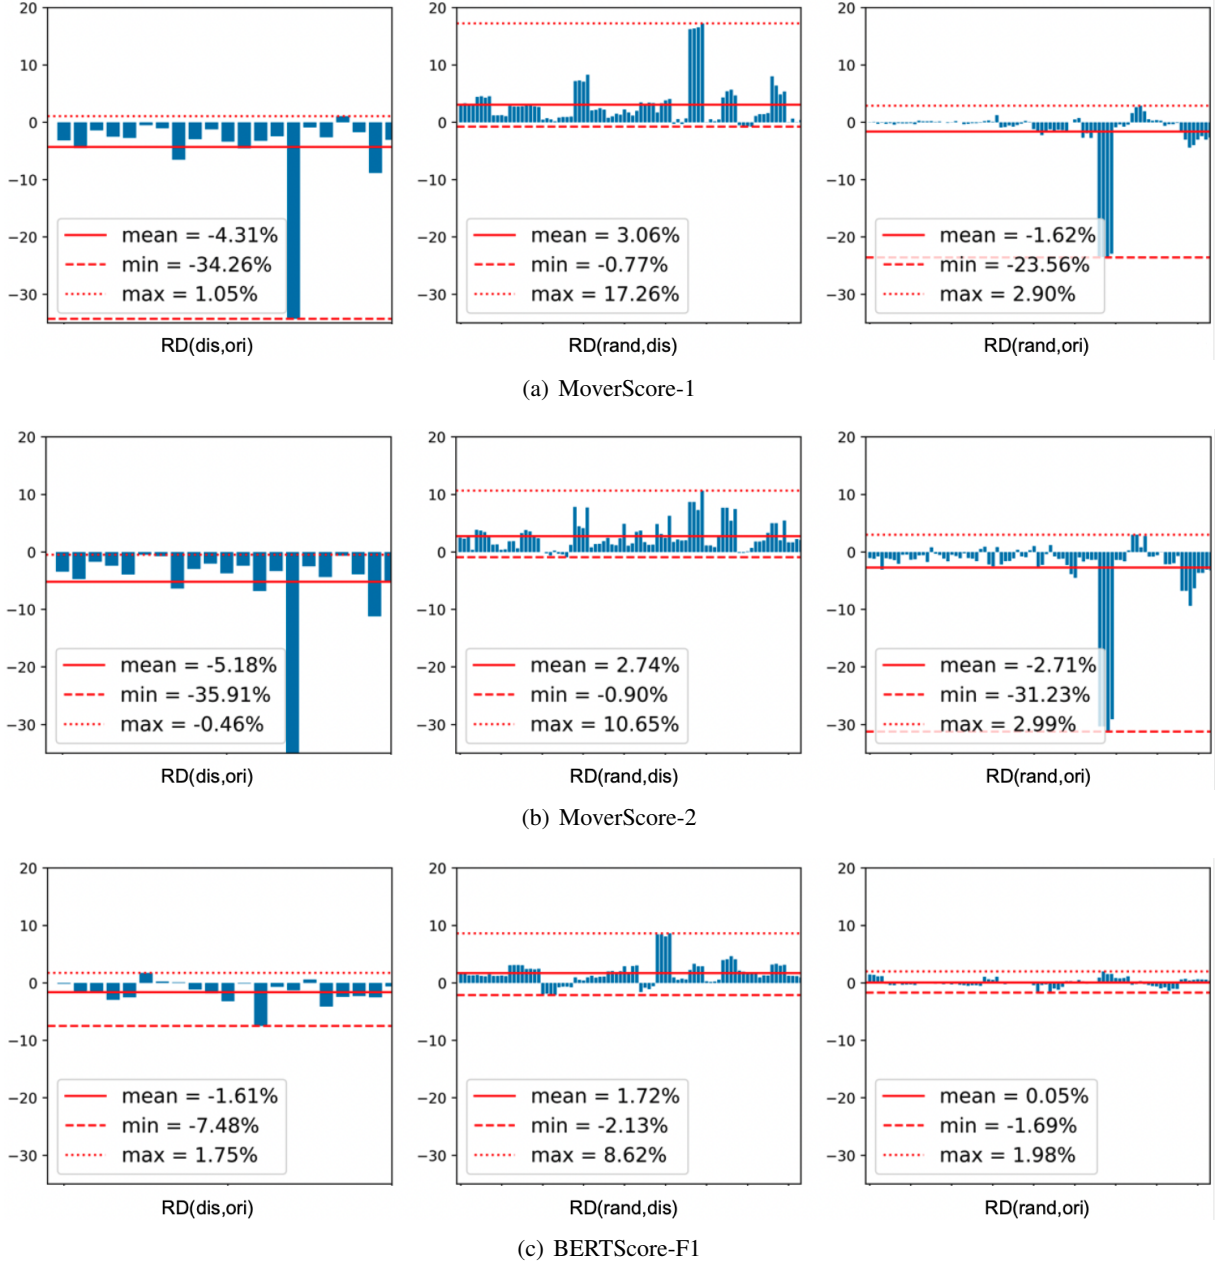 20
10
0
−10
−20
−30
mean = -4.31%
min = -34.26%
max = 1.05%
RD(dis,ori)
20
10
0
−10
−20
−30
mean = 3.06%
min = -0.77%
max = 17.26%
RD(rand,dis)
20
10
0
−10
−20
−30
mean = -1.62%
min = -23.56%
max = 2.90%
RD(rand,ori)
(a) MoverScore-1
20
10
0
−10
−20
−30
mean = -5.18%
min = -35.91%
max = -0.46%
RD(dis,ori)
20
10
0
−10
−20
−30
mean = 2.74%
min = -0.90%
max = 10.65%
RD(rand,dis)
20
10
0
−10
−20
−30
mean = -2.71%
min = -31.23%
max = 2.99%
RD(rand,ori)
(b) MoverScore-2
20
10
0
−10
−20
−30
mean = -1.61%
min = -7.48%
max = 1.75%
RD(dis,ori)
20
10
0
−10
−20
−30
mean = 1.72%
min = -2.13%
max = 8.62%
RD(rand,dis)
20
10
0
−10
−20
−30
mean = 0.05%
min = -1.69%
max = 1.98%
RD(rand,ori)
(c) BERTScore-F1